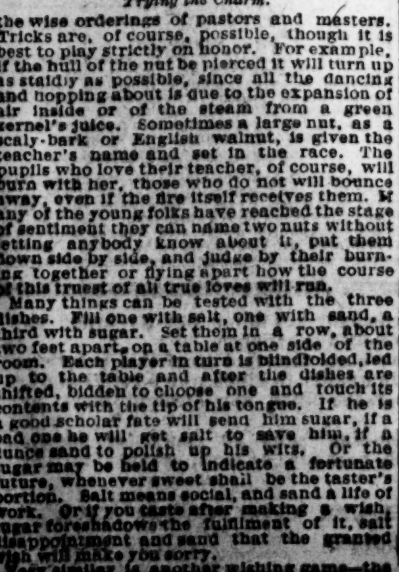 Trying the Charm.
the wise orderings of pastors and masters.
Tricks are, of course, possible, though it is
best to play strictly on honor. For example,
if the hull of the nut be pierced it will turn up
as staidly as possible, since all the dancing
and hopping about is due to the expansion of
air inside or of the steam from a green
kernel's juice. Sometimes a large nut, as a
scaly-bark or English walnut, is given the
teacher's name and set in the race. The
pupils who love their teacher, of course, will
burn with her, those who do not will bounce
away, even if the fire itself receives them. If
any of the young folks have reached the stage
of sentiment they can name two nuts without
letting anybody know about it, put them
down side by side, and judge by their burn-
ing together or flying apart how the course
of this truest of all true loves will run.
Many things can be tested with the three
dishes. Fill one with salt, one with sand, a
third with sugar. Set them in a row, about
two feet apart, on a table at one side of the
room. Each player in turn is blindfolded, led
up to the table and after the dishes are
shifted, bidden to choose one and touch its
contents with the tip of his tongue. If he is
a good scholar fate will send him sugar, if a
bad one he will get salt to save him, if a
dunce sand to polish up his wits. Or the
sugar may be held to indicate a fortunate
future, whenever sweet shall be the taster's
portion. Salt means social, and sand a life of
work. Or if you taste after making a wish,
sugar foreshadows the fulfilment of it, salt
disappointment and sand that the granted
wish will make you sorry.
Very similar is another wishing game—the